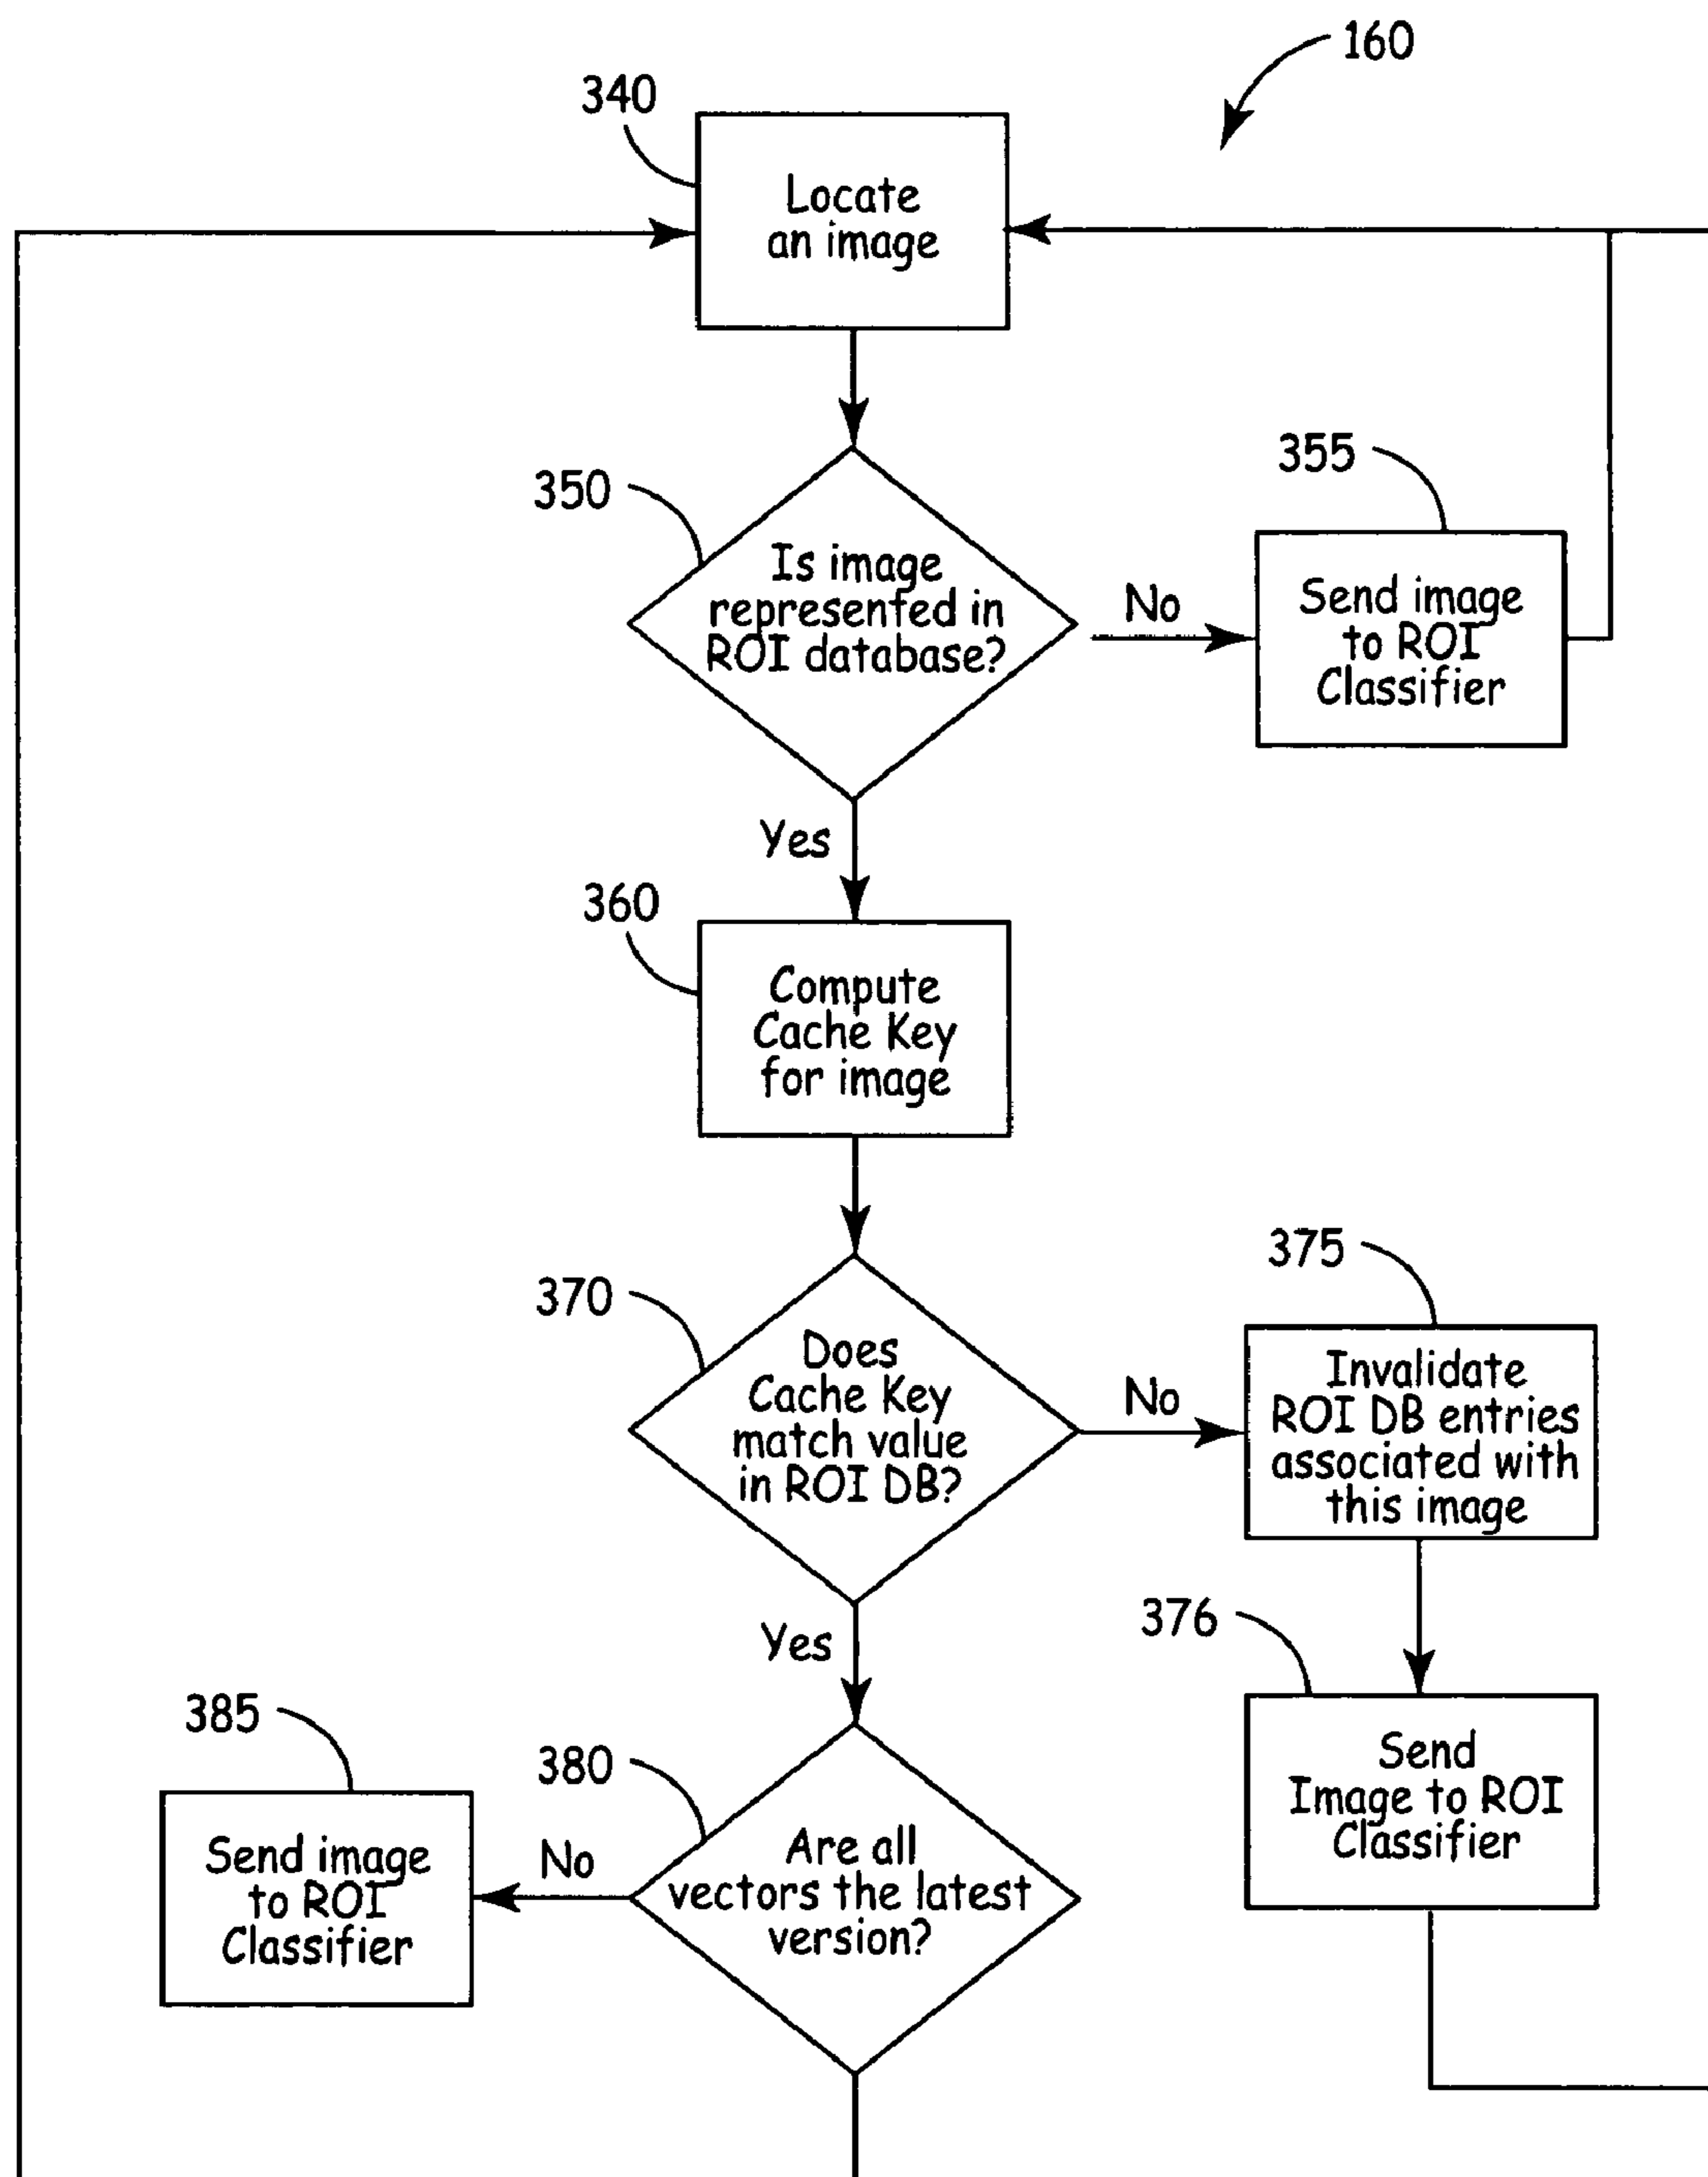 160
340
Locate
an image
350
Is image
represented in
ROI database?
No
355
Send image
to ROI
Classifier
Yes
360
Compute
Cache Key
for image
370
Does
Cache Key
match value
in ROI DB?
No
375
Invalidate
ROI DB entries
associated with
this image
376
Send
Image to ROI
Classifier
Yes
380
Are all
vectors the latest
version?
No
385
Send image
to ROI
Classifier